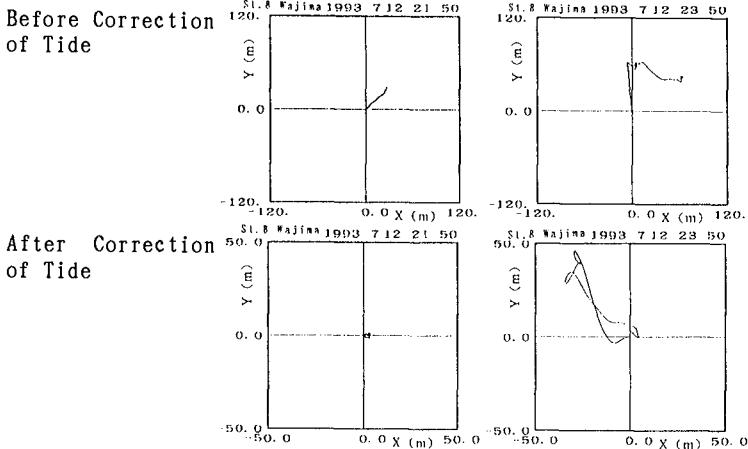 Before Correction
of Tide
St.8 Wajima 1993 7 12 21 50
120.
Y (m)
0. 0
-120.
-120.
0. 0 X (m) 120.
St.8 Wajima 1993 7 12 23 50
120.
Y (m)
0. 0
-120.
-120.
0. 0 X (m) 120.
After Correction
of Tide
St.8 Wajima 1993 7 12 21 50
50. 0
Y (m)
0. 0
-50. 0
-50. 0
0. 0 X (m) 50. 0
St.8 Wajima 1993 7 12 23 50
50. 0
Y (m)
0. 0
-50. 0
-50. 0
0. 0 X (m) 50. 0